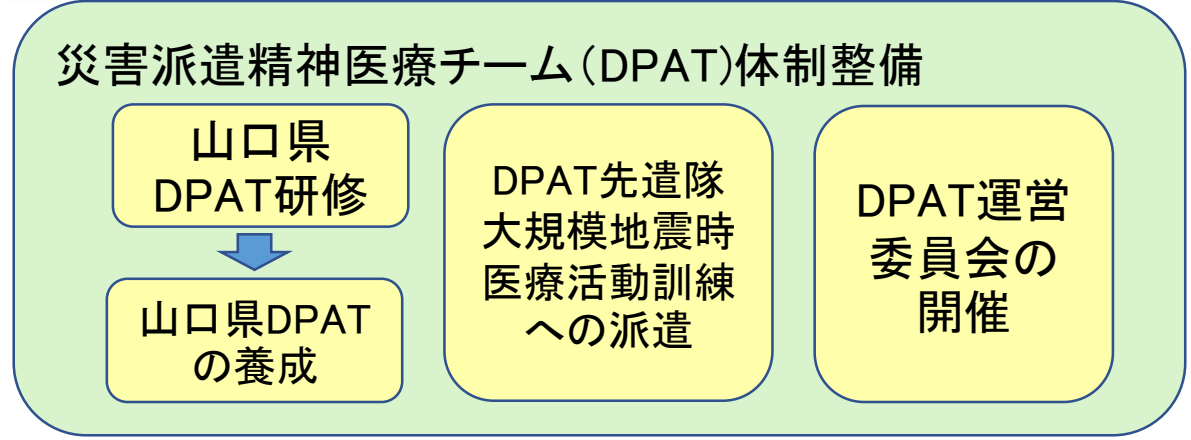 災害派遣精神医療チーム(DPAT)体制整備
山口県
DPAT研修
山口県DPAT
の養成
DPAT先遣隊
大規模地震時
医療活動訓練
への派遣
DPAT運営
委員会の
開催